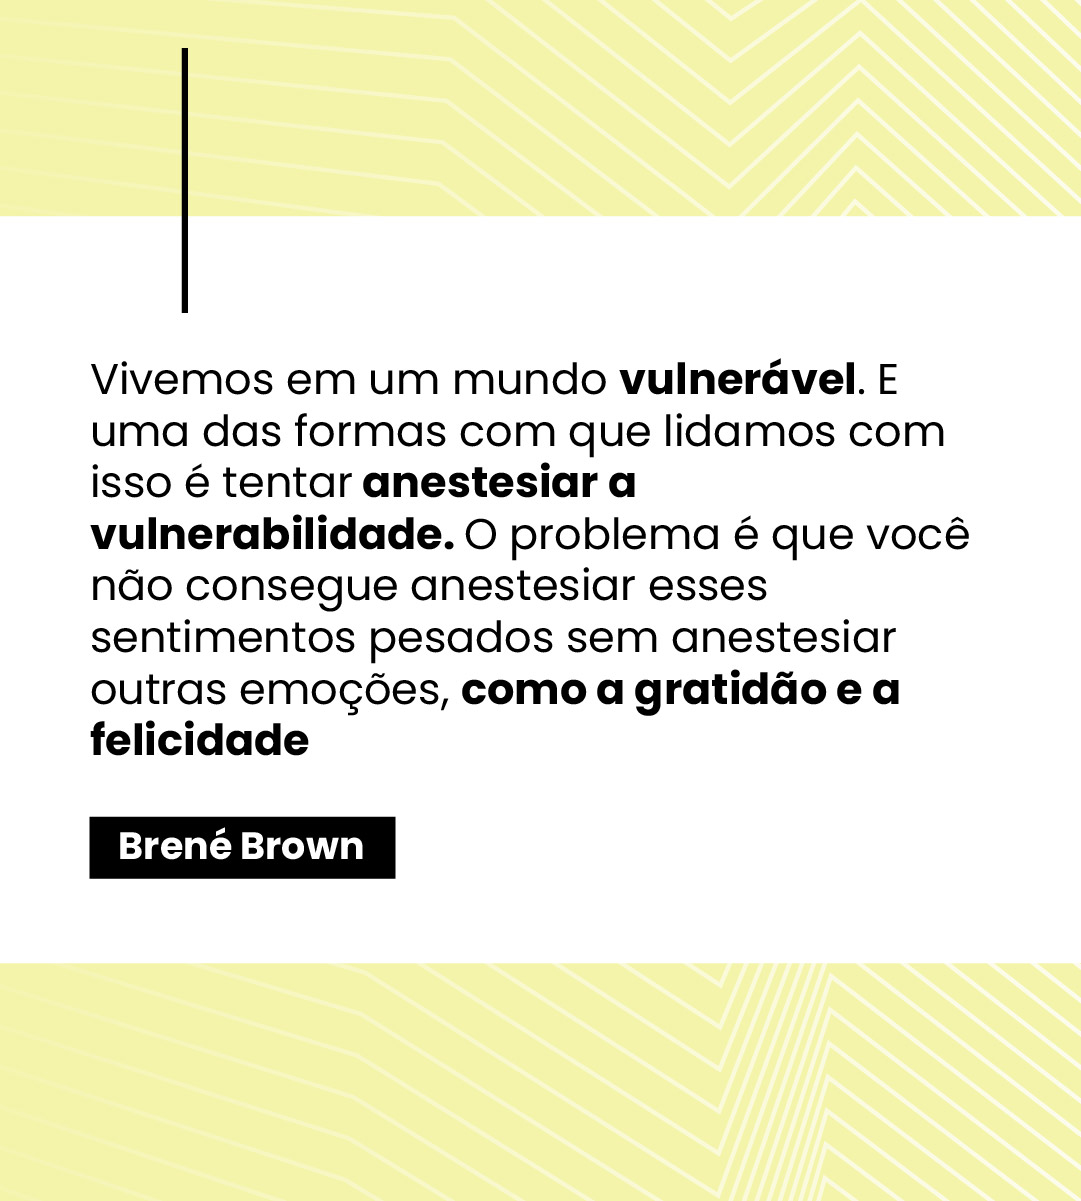 Vivemos em um mundo vulnerável. E
uma das formas com que lidamos com
isso é tentar anestesiar a
vulnerabilidade. O problema é que você
não consegue anestesiar esses
sentimentos pesados sem anestesiar
outras emoções, como a gratidão e a
felicidade
Brené Brown